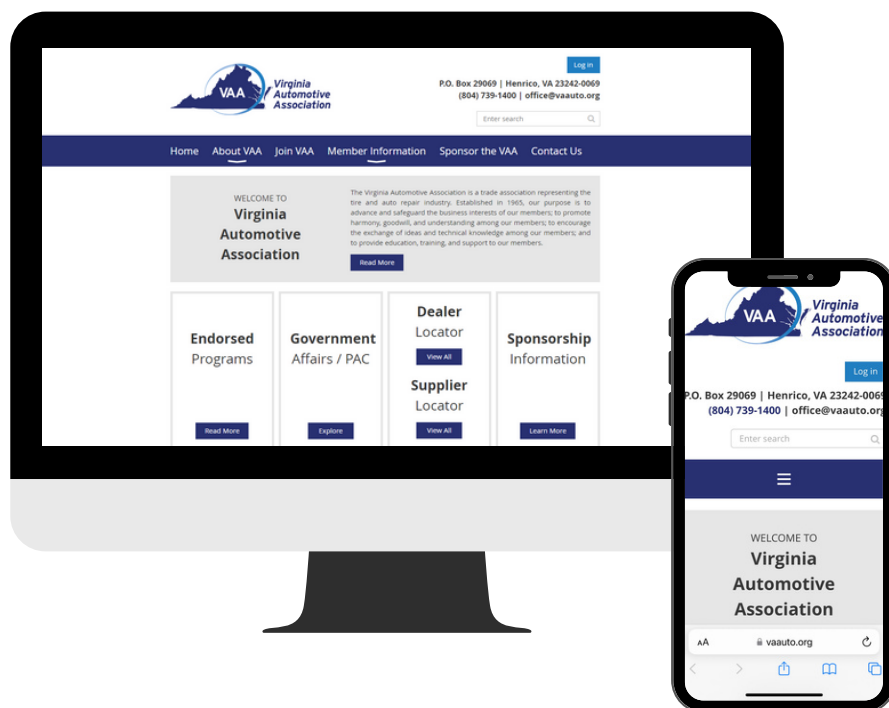 VAA
Virginia
Automotive
Association
Log in
P.O. Box 29069 | Henrico, VA 23242-0069
(804) 739-1400 | office@vaauto.org
Enter search
Home About VAA Join VAA Member Information Sponsor the VAA Contact Us
WELCOME TO
Virginia
Automotive
Association
The Virginia Automotive Association is a trade association representing the
tire and auto repair industry. Established in 1965, our purpose is to
advance and safeguard the business interests of our members; to promote
harmony, goodwill, and understanding among our members; to encourage
the exchange of ideas and technical knowledge among our members; and
to provide education, training, and support to our members.
Read More
Endorsed
Programs
Read More
Government
Affairs / PAC
Explore
Dealer
Locator
View All
Supplier
Locator
View All
Sponsorship
Information
Learn More
VAA
Virginia
Automotive
Association
Log in
P.O. Box 29069 | Henrico, VA 23242-0069
(804) 739-1400 | office@vaauto.org
Enter search
WELCOME TO
Virginia
Automotive
Association
AA vaauto.org